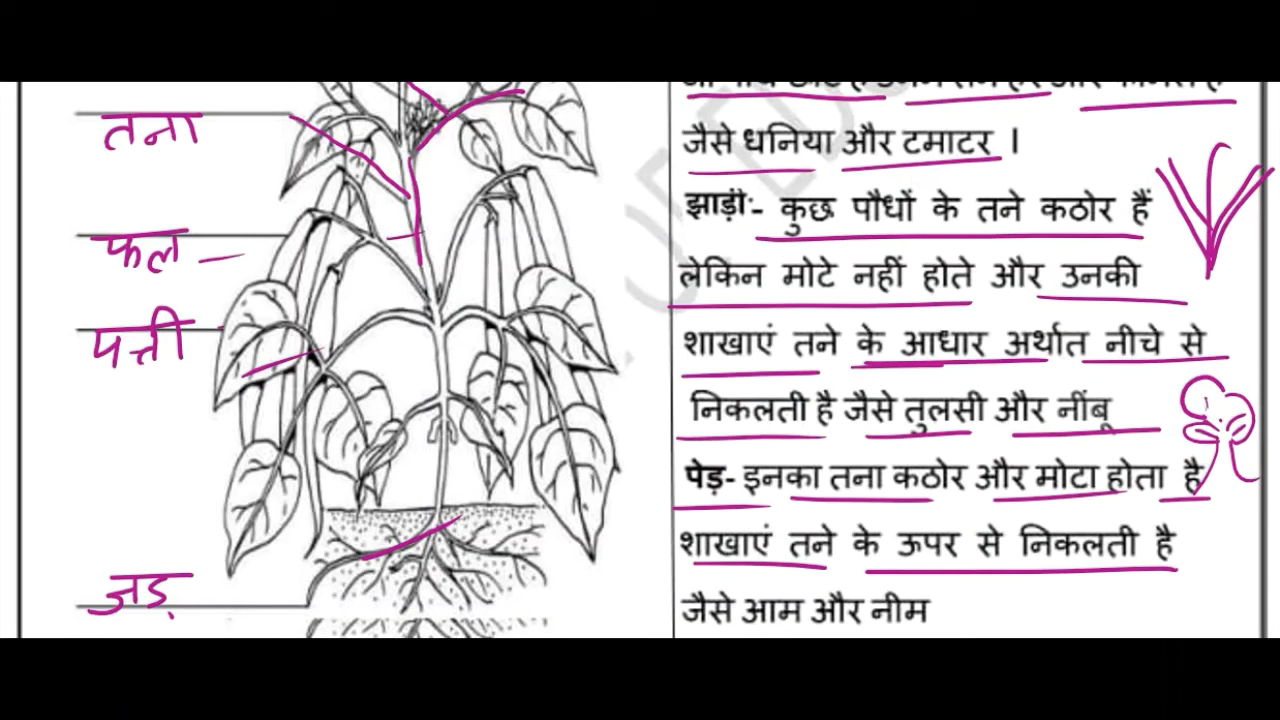 तना
फल
पत्ती
जड़
जैसे धनिया और टमाटर ।
झाड़ी- कुछ पौधों के तने कठोर हैं
लेकिन मोटे नहीं होते और उनकी
शाखाएं तने के आधार अर्थात नीचे से
निकलती है जैसे तुलसी और नींबू
पेड़- इनका तना कठोर और मोटा होता है
शाखाएं तने के ऊपर से निकलती है
जैसे आम और नीम